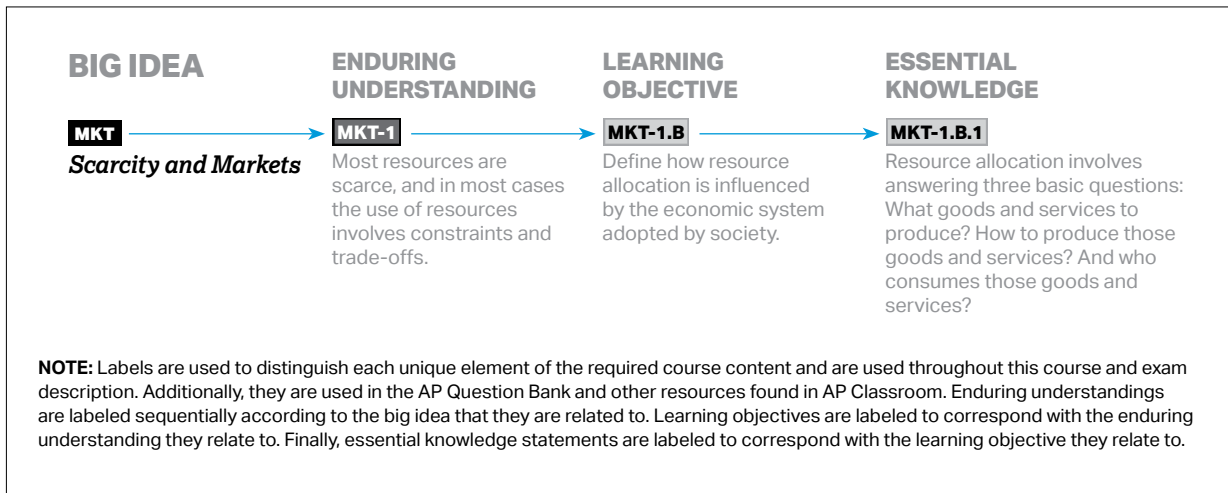 BIG IDEA
MKT
Scarcity and Markets
ENDURING
UNDERSTANDING
MKT-1
Most resources are
scarce, and in most cases
the use of resources
involves constraints and
trade-offs.
LEARNING
OBJECTIVE
MKT-1.B
Define how resource
allocation is influenced
by the economic system
adopted by society.
ESSENTIAL
KNOWLEDGE
MKT-1.B.1
Resource allocation involves
answering three basic questions:
What goods and services to
produce? How to produce those
goods and services? And who
consumes those goods and
services?
NOTE: Labels are used to distinguish each unique element of the required course content and are used throughout this course and exam
description. Additionally, they are used in the AP Question Bank and other resources found in AP Classroom. Enduring understandings
are labeled sequentially according to the big idea that they are related to. Learning objectives are labeled to correspond with the enduring
understanding they relate to. Finally, essential knowledge statements are labeled to correspond with the learning objective they relate to.